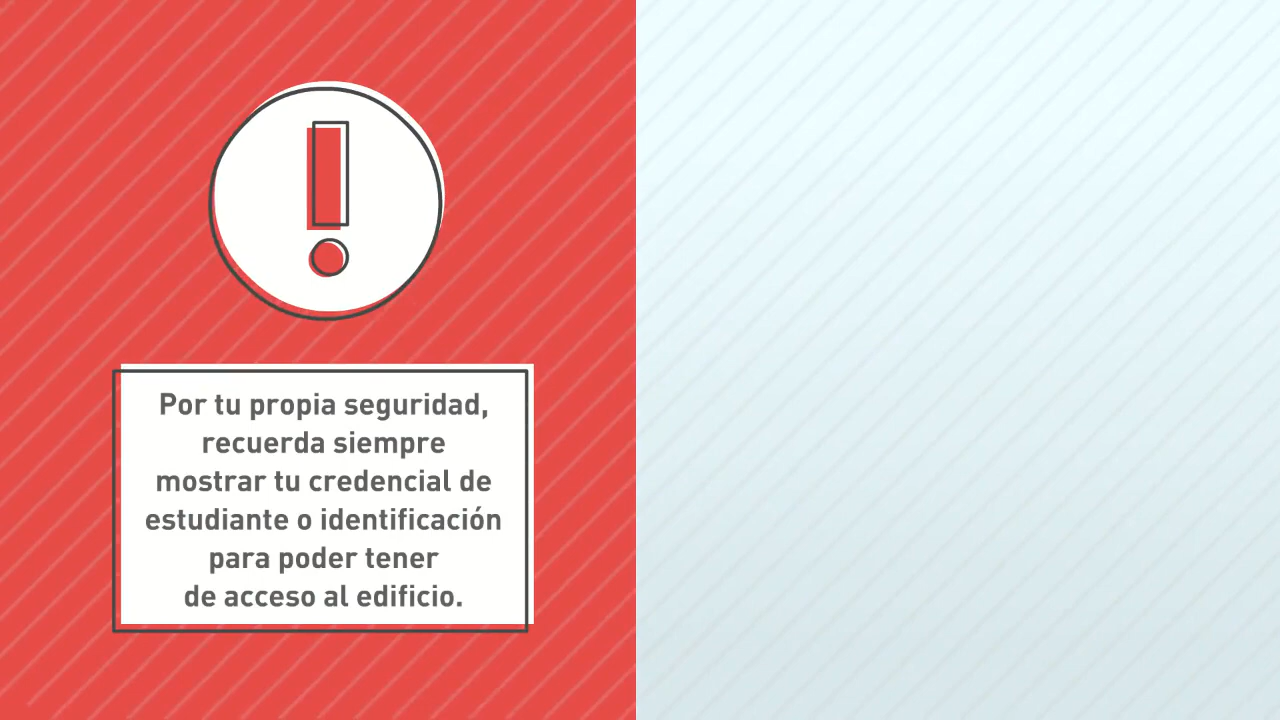 Por tu propia seguridad,
recuerda siempre
mostrar tu credencial de
estudiante o identificación
para poder tener
de acceso al edificio.